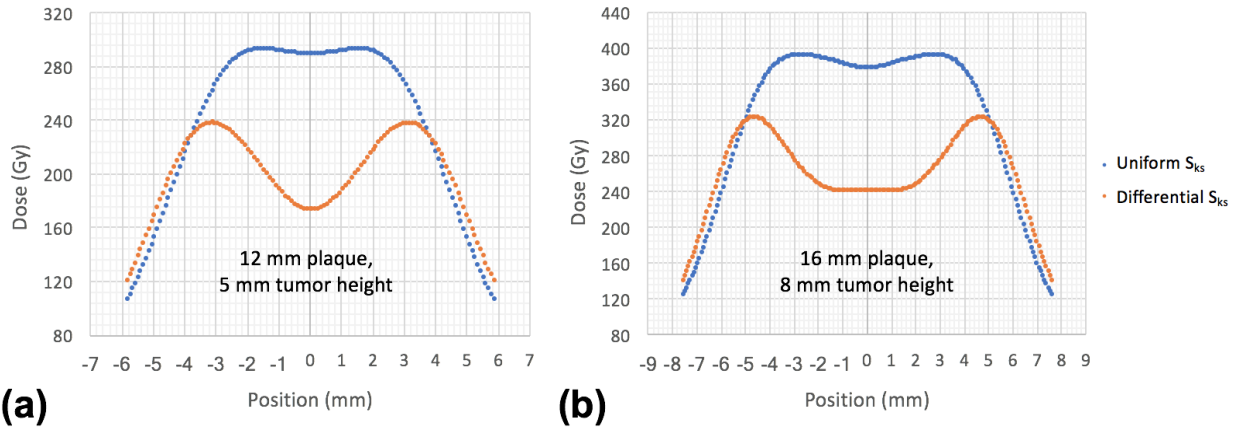 320
280
240
200
160
120
80
Dose (Gy)
12 mm plaque,
5 mm tumor height
-7 -6 -5 -4 -3 -2 -1 0 1 2 3 4 5 6 7
Position (mm)
(a)
440
400
360
320
280
240
200
160
120
80
Dose (Gy)
16 mm plaque,
8 mm tumor height
-9 -8 -7 -6 -5 -4 -3 -2 -1 0 1 2 3 4 5 6 7 8 9
Position (mm)
(b)
Uniform Sks
Differential Sks